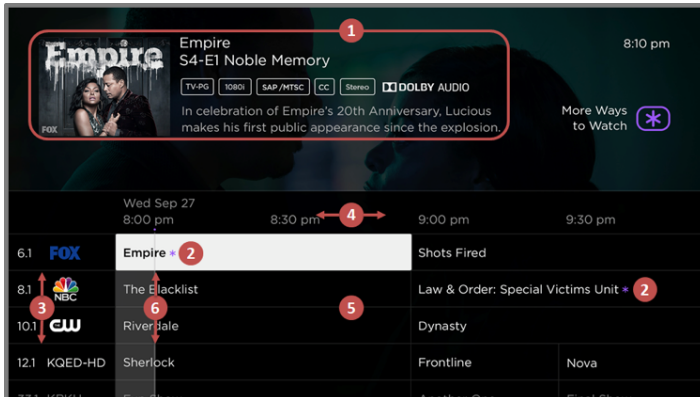 1
Empire
Empire
S4-E1 Noble Memory
8:10 pm
TV-PG 1080i SAP /MTSC CC Stereo DOLBY AUDIO
In celebration of Empire's 20th Anniversary, Lucious
makes his first public appearance since the explosion.
FOX
More Ways
to Watch *
Wed Sep 27
8:00 pm 8:30 pm 4 9:00 pm 9:30 pm
6.1 FOX Empire * 2 Shots Fired
8.1 NBC The Blacklist Law & Order: Special Victims Unit * 2
3 6 5
10.1 CW Riverdale Dynasty
12.1 KQED-HD Sherlock Frontline Nova